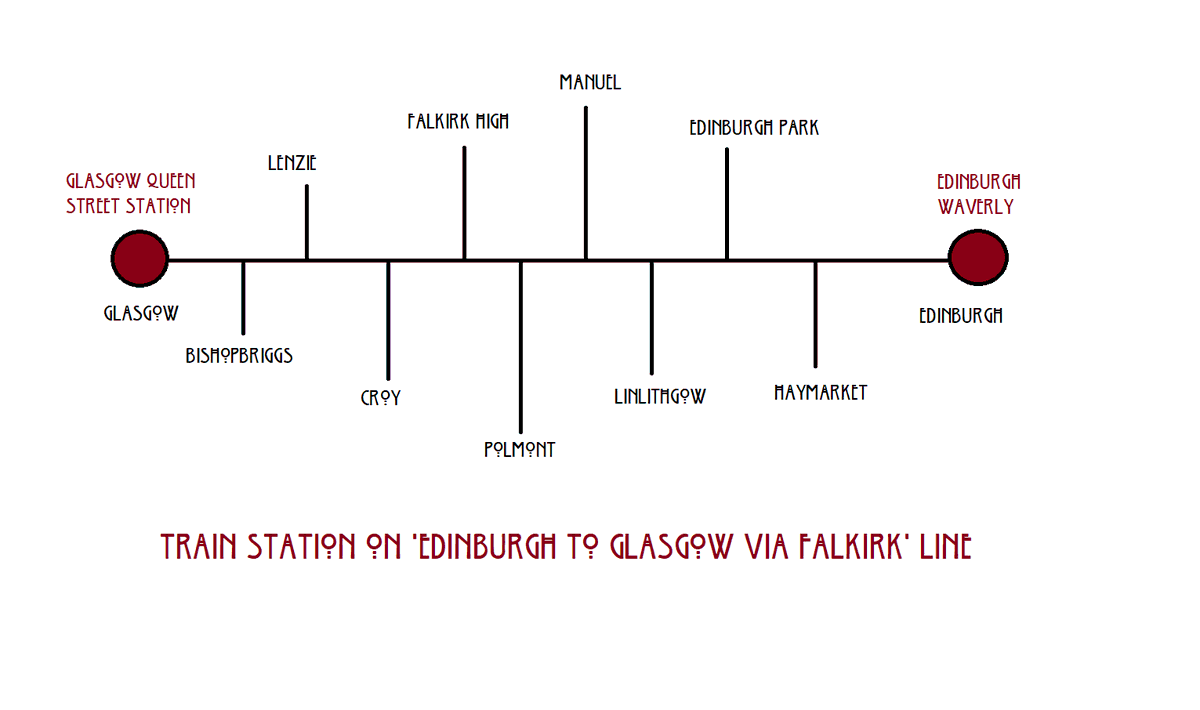 MANUEL
FALKIRK HIGH
EDINBURGH PARK
LENZIE
GLASGOW QUEEN
STREET STATION
EDINBURGH
WAVERLY
GLASGOW
EDINBURGH
BISHOPBRIGGS
CROY
LINLITHGOW
HAYMARKET
POLMONT
TRAIN STATION ON 'EDINBURGH TO GLASGOW VIA FALKIRK' LINE